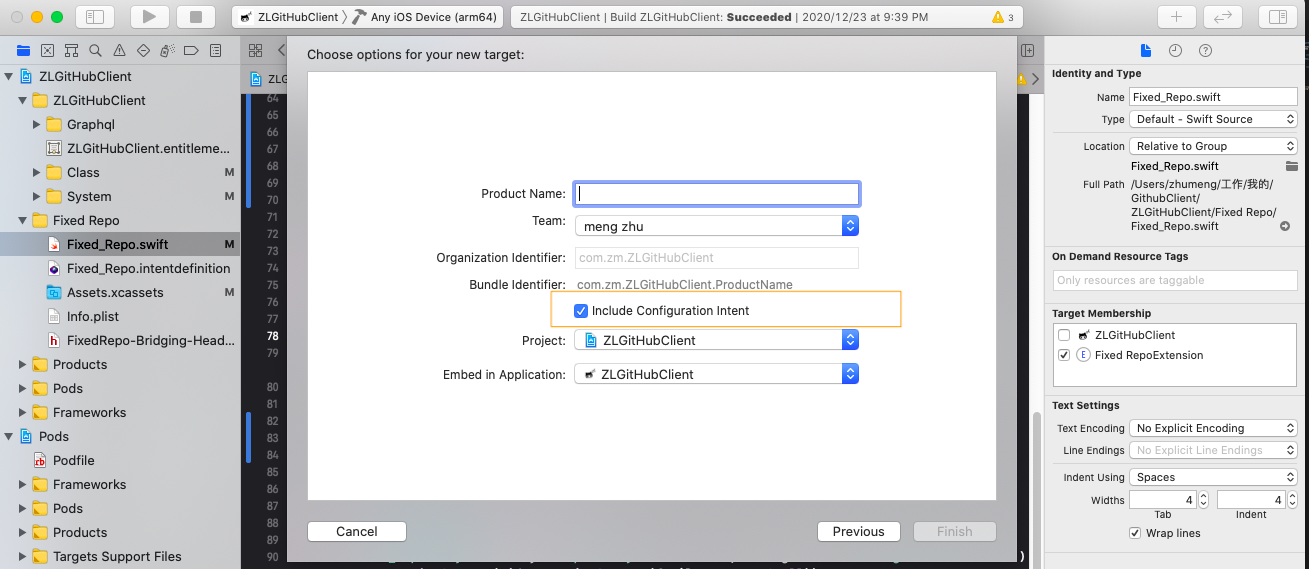 ZLGitHubClient
Any iOS Device (arm64)
ZLGitHubClient | Build ZLGitHubClient: Succeeded | 2020/12/23 at 9:39 PM
3
ZLGitHubClient
ZLGitHubClient
Graphql
ZLGitHubClient.entitleme...
Class M
System M
Fixed Repo
Fixed_Repo.swift M
Fixed_Repo.intentdefinition
Assets.xcassets M
Info.plist
FixedRepo-Bridging-Head...
Products
Pods
Frameworks
Pods
Podfile
Frameworks
Pods
Products
Targets Support Files
ZLG
64
65
66
67
68
69
70
71
72
73
74
75
76
77
78
79
80
81
82
83
84
85
86
87
88
89
90
Choose options for your new target:
Product Name:
Team: meng zhu
Organization Identifier: com.zm.ZLGitHubClient
Bundle Identifier: com.zm.ZLGitHubClient.ProductName
Include Configuration Intent
Project: ZLGitHubClient
Embed in Application: ZLGitHubClient
Cancel
Previous
Finish
Identity and Type
Name Fixed_Repo.swift
Type Default - Swift Source
Location Relative to Group
Fixed_Repo.swift
Full Path /Users/zhumeng/工作/我的/
GithubClient/
ZLGitHubClient/Fixed Repo/
Fixed_Repo.swift
On Demand Resource Tags
Only resources are taggable
Target Membership
ZLGitHubClient
E Fixed RepoExtension
Text Settings
Text Encoding No Explicit Encoding
Line Endings No Explicit Line Endings
Indent Using Spaces
Widths 4 4
Tab Indent
Wrap lines